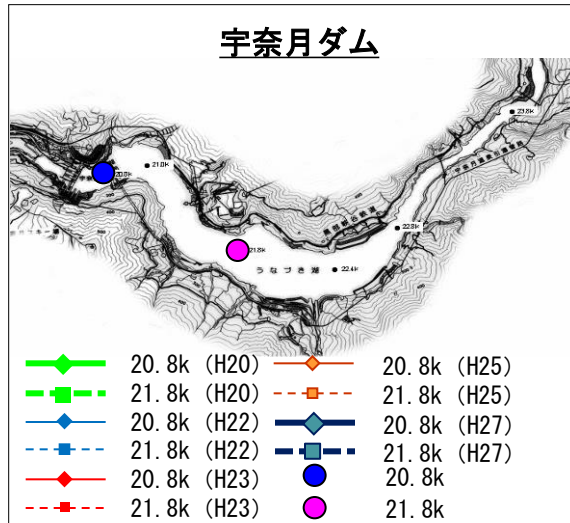 宇奈月ダム
23.8k
21.0k
20.8k
22.8k
21.8k
うなづき湖
22.4k
20.8k (H20)
20.8k (H25)
21.8k (H20)
21.8k (H25)
20.8k (H22)
20.8k (H27)
21.8k (H22)
21.8k (H27)
20.8k (H23)
20.8k
21.8k (H23)
21.8k